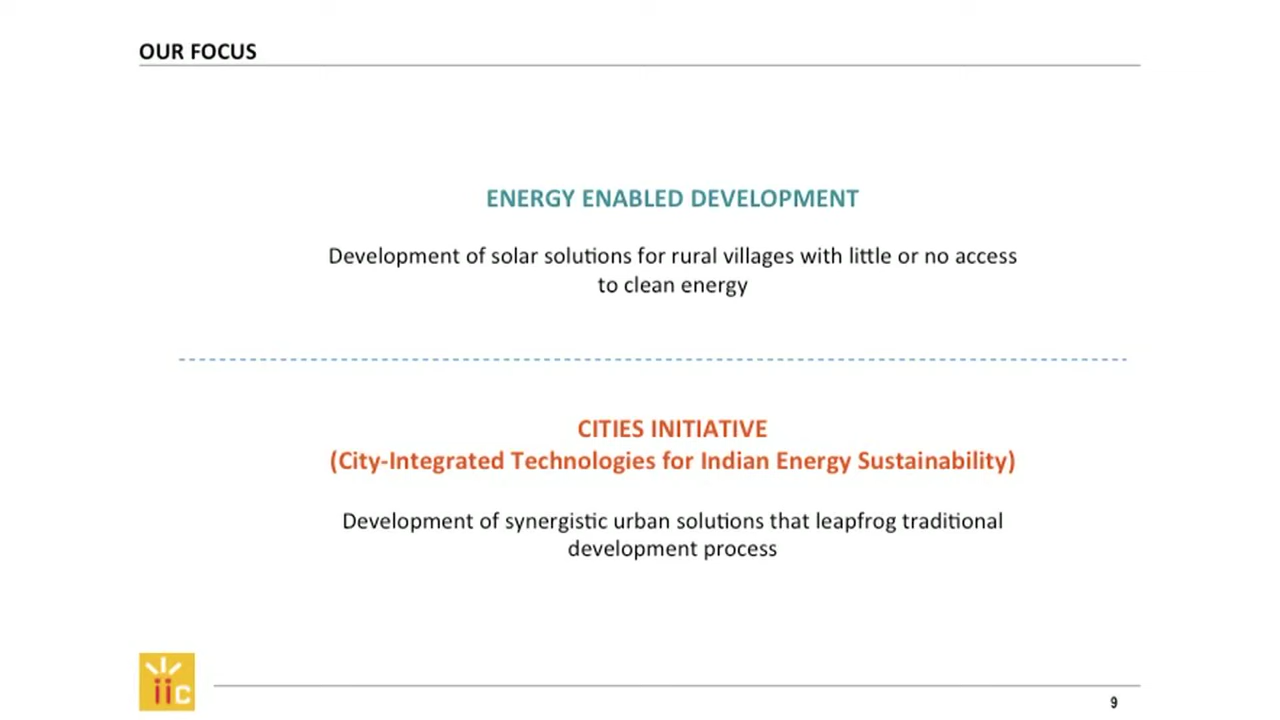 OUR FOCUS
ENERGY ENABLED DEVELOPMENT
Development of solar solutions for rural villages with little or no access
to clean energy
CITIES INITIATIVE
(City-Integrated Technologies for Indian Energy Sustainability)
Development of synergistic urban solutions that leapfrog traditional
development process
iic
9